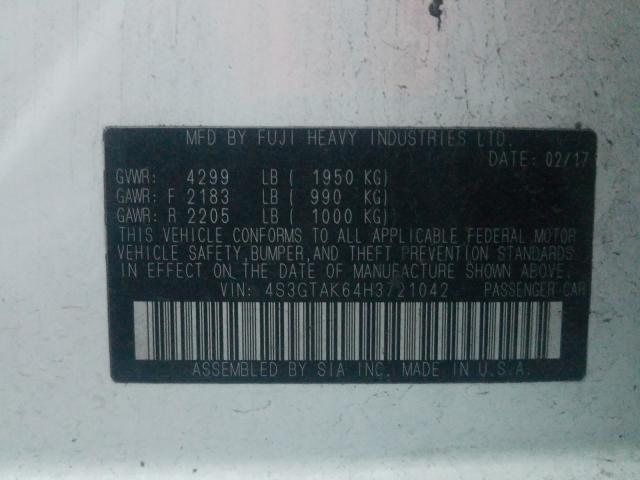 MFD BY FUJI HEAVY INDUSTRIES LTD.
DATE: 02/17
GVWR: 4299 LB ( 1950 KG)
GAWR: F 2183 LB ( 990 KG)
GAWR: R 2205 LB ( 1000 KG)
THIS VEHICLE CONFORMS TO ALL APPLICABLE FEDERAL MOTOR
VEHICLE SAFETY, BUMPER, AND THEFT PREVENTION STANDARDS
IN EFFECT ON THE DATE OF MANUFACTURE SHOWN ABOVE.
VIN: 4S3GTAK64H3721042 PASSENGER CAR
ASSEMBLED BY SIA INC. MADE IN U.S.A.